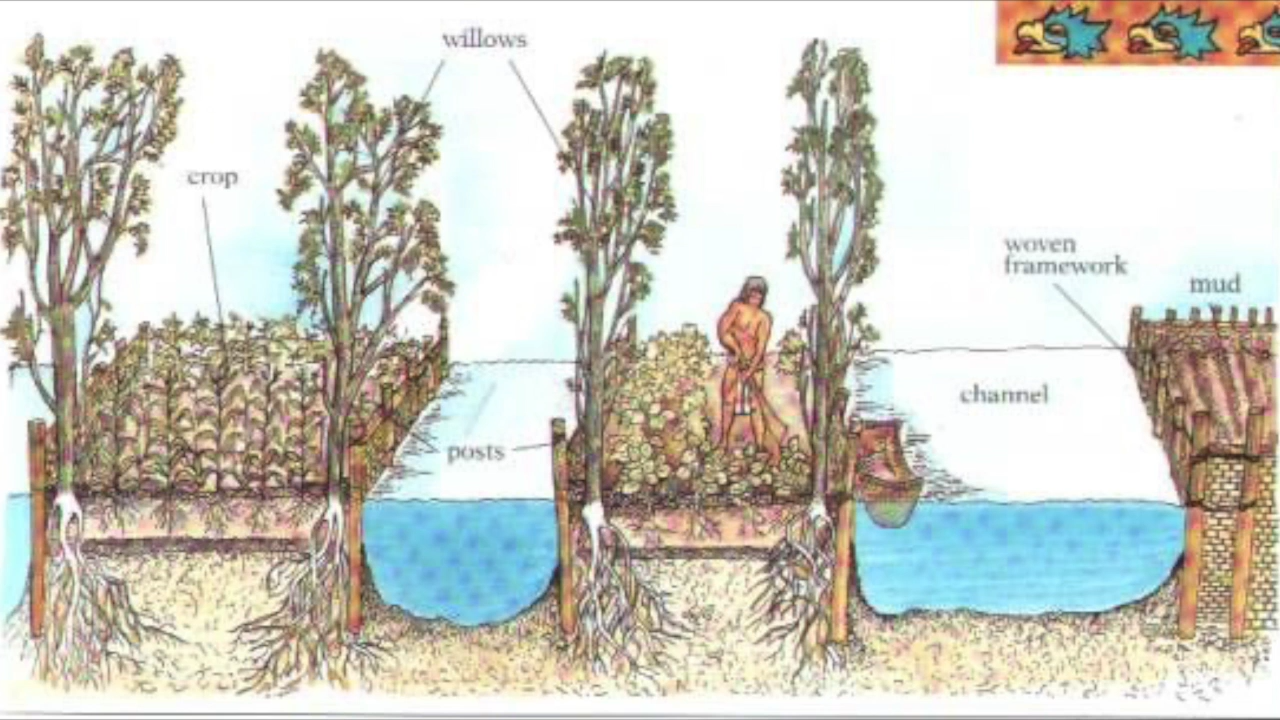 willows
crop
woven
framework
mud
channel
posts